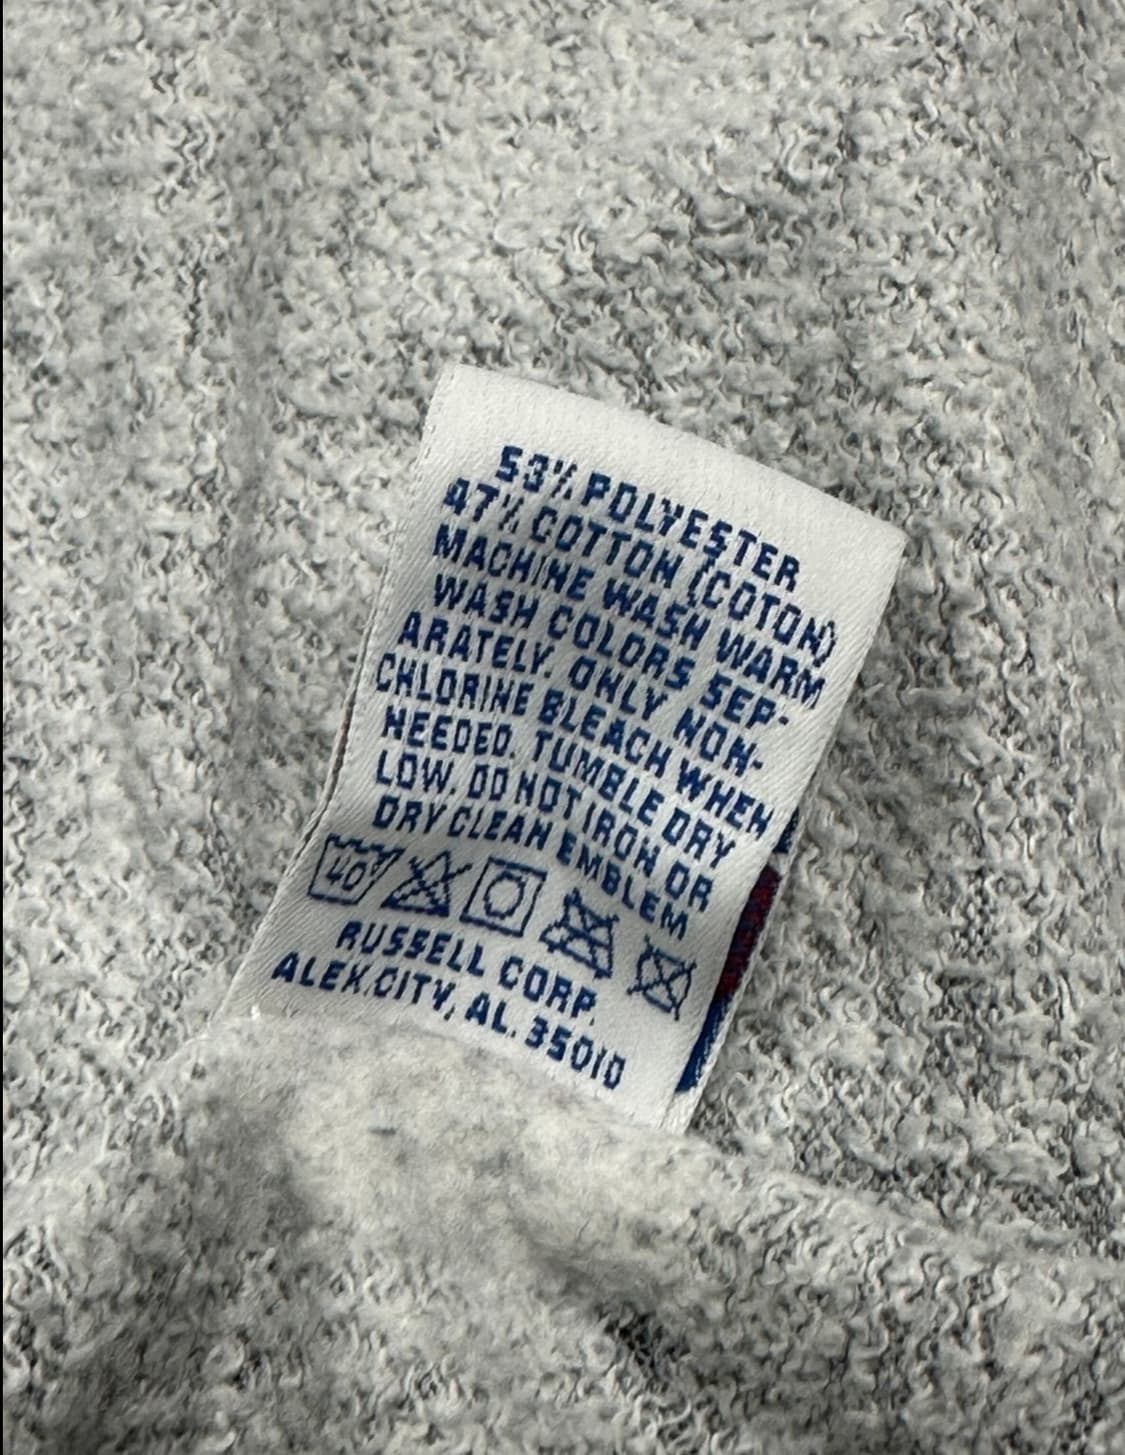 53% POLYESTER
47% COTTON (COTON)
MACHINE WASH WARM
WASH COLORS SEP-
ARATELY. ONLY NON-
CHLORINE BLEACH WHEN
NEEDED. TUMBLE DRY
LOW. DO NOT IRON OR
DRY CLEAN EMBLEM
40°
RUSSELL CORP.
ALEX.CITY, AL. 35010